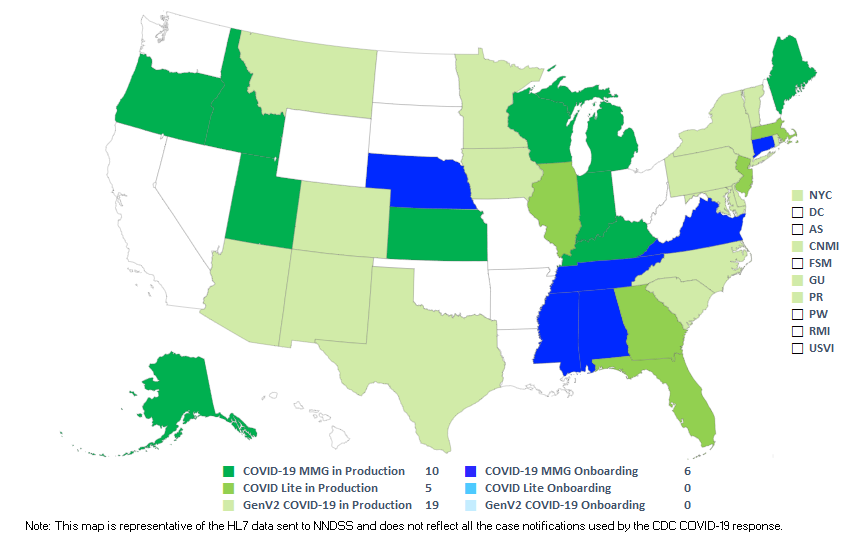 NYC
DC
AS
CNMI
FSM
GU
PR
PW
RMI
USVI
COVID-19 MMG in Production 10 COVID-19 MMG Onboarding 6
COVID Lite in Production 5 COVID Lite Onboarding 0
GenV2 COVID-19 in Production 19 GenV2 COVID-19 Onboarding 0
Note: This map is representative of the HL7 data sent to NNDSS and does not reflect all the case notifications used by the CDC COVID-19 response.